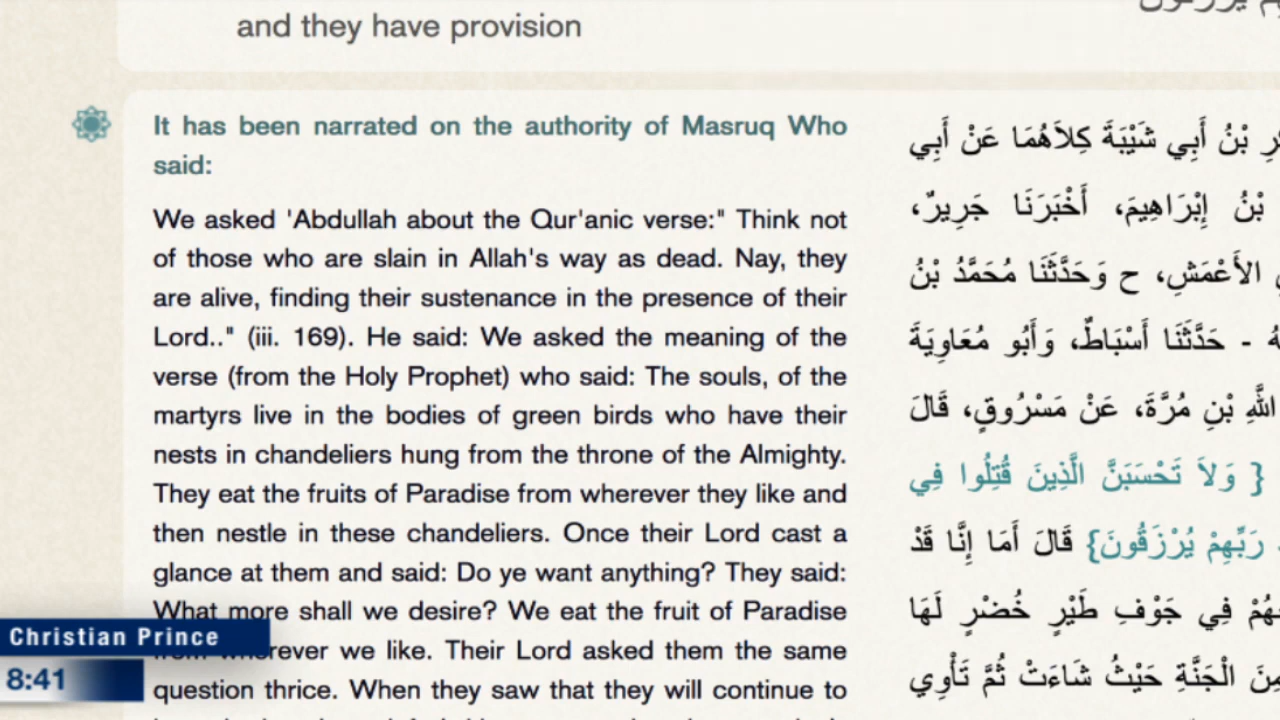 and they have provision
It has been narrated on the authority of Masruq Who
said:
We asked 'Abdullah about the Qur'anic verse:" Think not
of those who are slain in Allah's way as dead. Nay, they
are alive, finding their sustenance in the presence of their
Lord.." (iii. 169). He said: We asked the meaning of the
verse (from the Holy Prophet) who said: The souls, of the
martyrs live in the bodies of green birds who have their
nests in chandeliers hung from the throne of the Almighty.
They eat the fruits of Paradise from wherever they like and
then nestle in these chandeliers. Once their Lord cast a
glance at them and said: Do ye want anything? They said:
What more shall we desire? We eat the fruit of Paradise
from wherever we like. Their Lord asked them the same
question thrice. When they saw that they will continue to
بْنُ أَبِي شَيْبَةَ كِلاَهُمَا عَنْ أَبِي
بْنُ إِبْرَاهِيمَ، أَخْبَرَنَا جَرِيرٌ،
الأَعْمَشِ، ح وَحَدَّثَنَا مُحَمَّدُ بْنُ
- حَدَّثَنَا أَسْبَاطٌ، وَأَبُو مُعَاوِيَةَ
اللَّهِ بْنِ مُرَّةَ، عَنْ مَسْرُوقٍ، قَالَ
{ وَلاَ تَحْسَبَنَّ الَّذِينَ قُتِلُوا فِي
رَبِّهِمْ يُرْزَقُونَ} قَالَ أَمَا إِنَّا قَدْ
فِي جَوْفِ طَيْرٍ خُضْرٍ لَهَا
الْجَنَّةِ حَيْثُ شَاءَتْ ثُمَّ تَأْوِي
Christian Prince
8:41